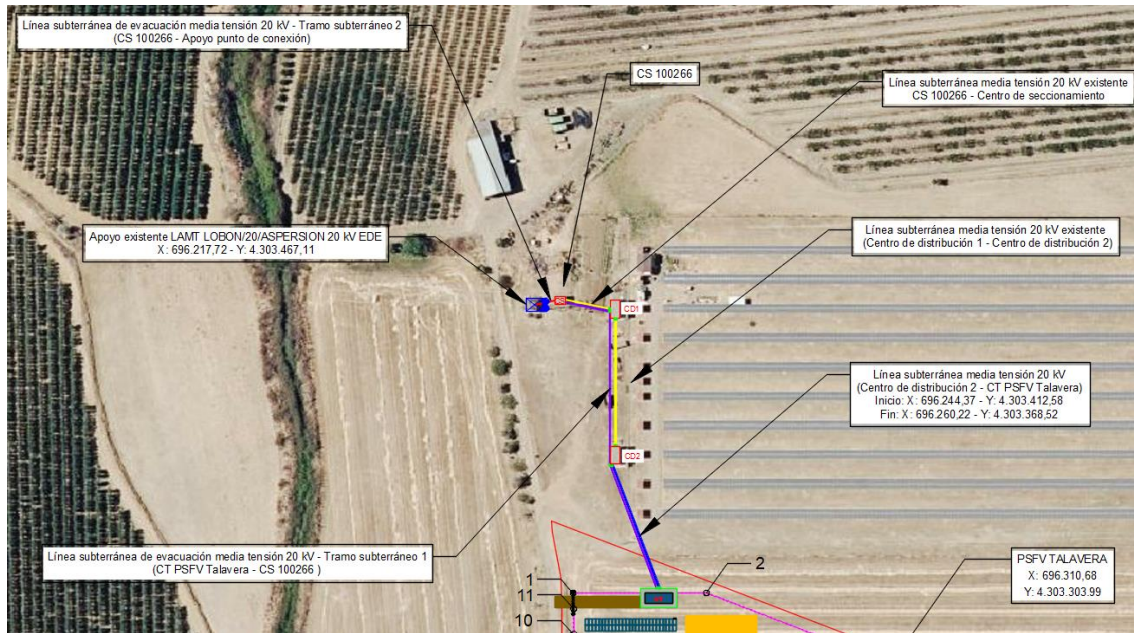 Línea subterránea de evacuación media tensión 20 kV - Tramo subterráneo 2
(CS 100266 - Apoyo punto de conexión)
CS 100266
Línea subterránea media tensión 20 kV existente
CS 100266 - Centro de seccionamiento
Apoyo existente LAMT LOBON/20/ASPERSION 20 kV EDE
X: 696.217,72 - Y: 4.303.467,11
Línea subterránea media tensión 20 kV existente
(Centro de distribución 1 - Centro de distribución 2)
CD1
Línea subterránea media tensión 20 kV
(Centro de distribución 2 - CT PSFV Talavera)
Inicio: X: 696.244,37 - Y: 4.303.412,58
Fin: X: 696.260,22 - Y: 4.303.368,52
CD2
Línea subterránea de evacuación media tensión 20 kV - Tramo subterráneo 1
(CT PSFV Talavera - CS 100266 )
PSFV TALAVERA
X: 696.310,68
Y: 4.303.303.99
1
2
11
10